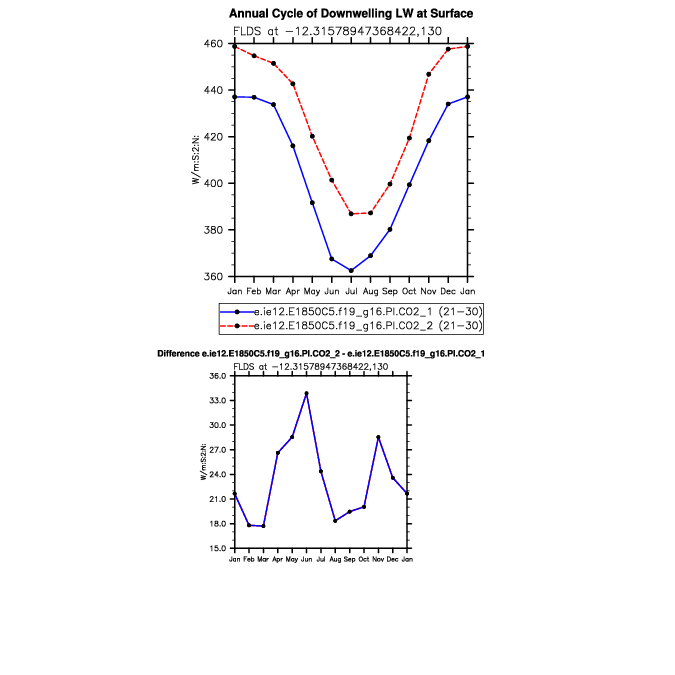 Annual Cycle of Downwelling LW at Surface
FLDS at −12.31578947368422,130
460
440
420
400
380
360
W/m:S:2:N:
Jan Feb Mar Apr May Jun Jul Aug Sep Oct Nov Dec Jan
e.ie12.E1850C5.f19_g16.PI.CO2_1 (21−30)
e.ie12.E1850C5.f19_g16.PI.CO2_2 (21−30)
Difference e.ie12.E1850C5.f19_g16.PI.CO2_2 - e.ie12.E1850C5.f19_g16.PI.CO2_1
FLDS at −12.31578947368422,130
36.0
33.0
30.0
27.0
24.0
21.0
18.0
15.0
W/m:S:2:N:
Jan Feb Mar Apr May Jun Jul Aug Sep Oct Nov Dec Jan